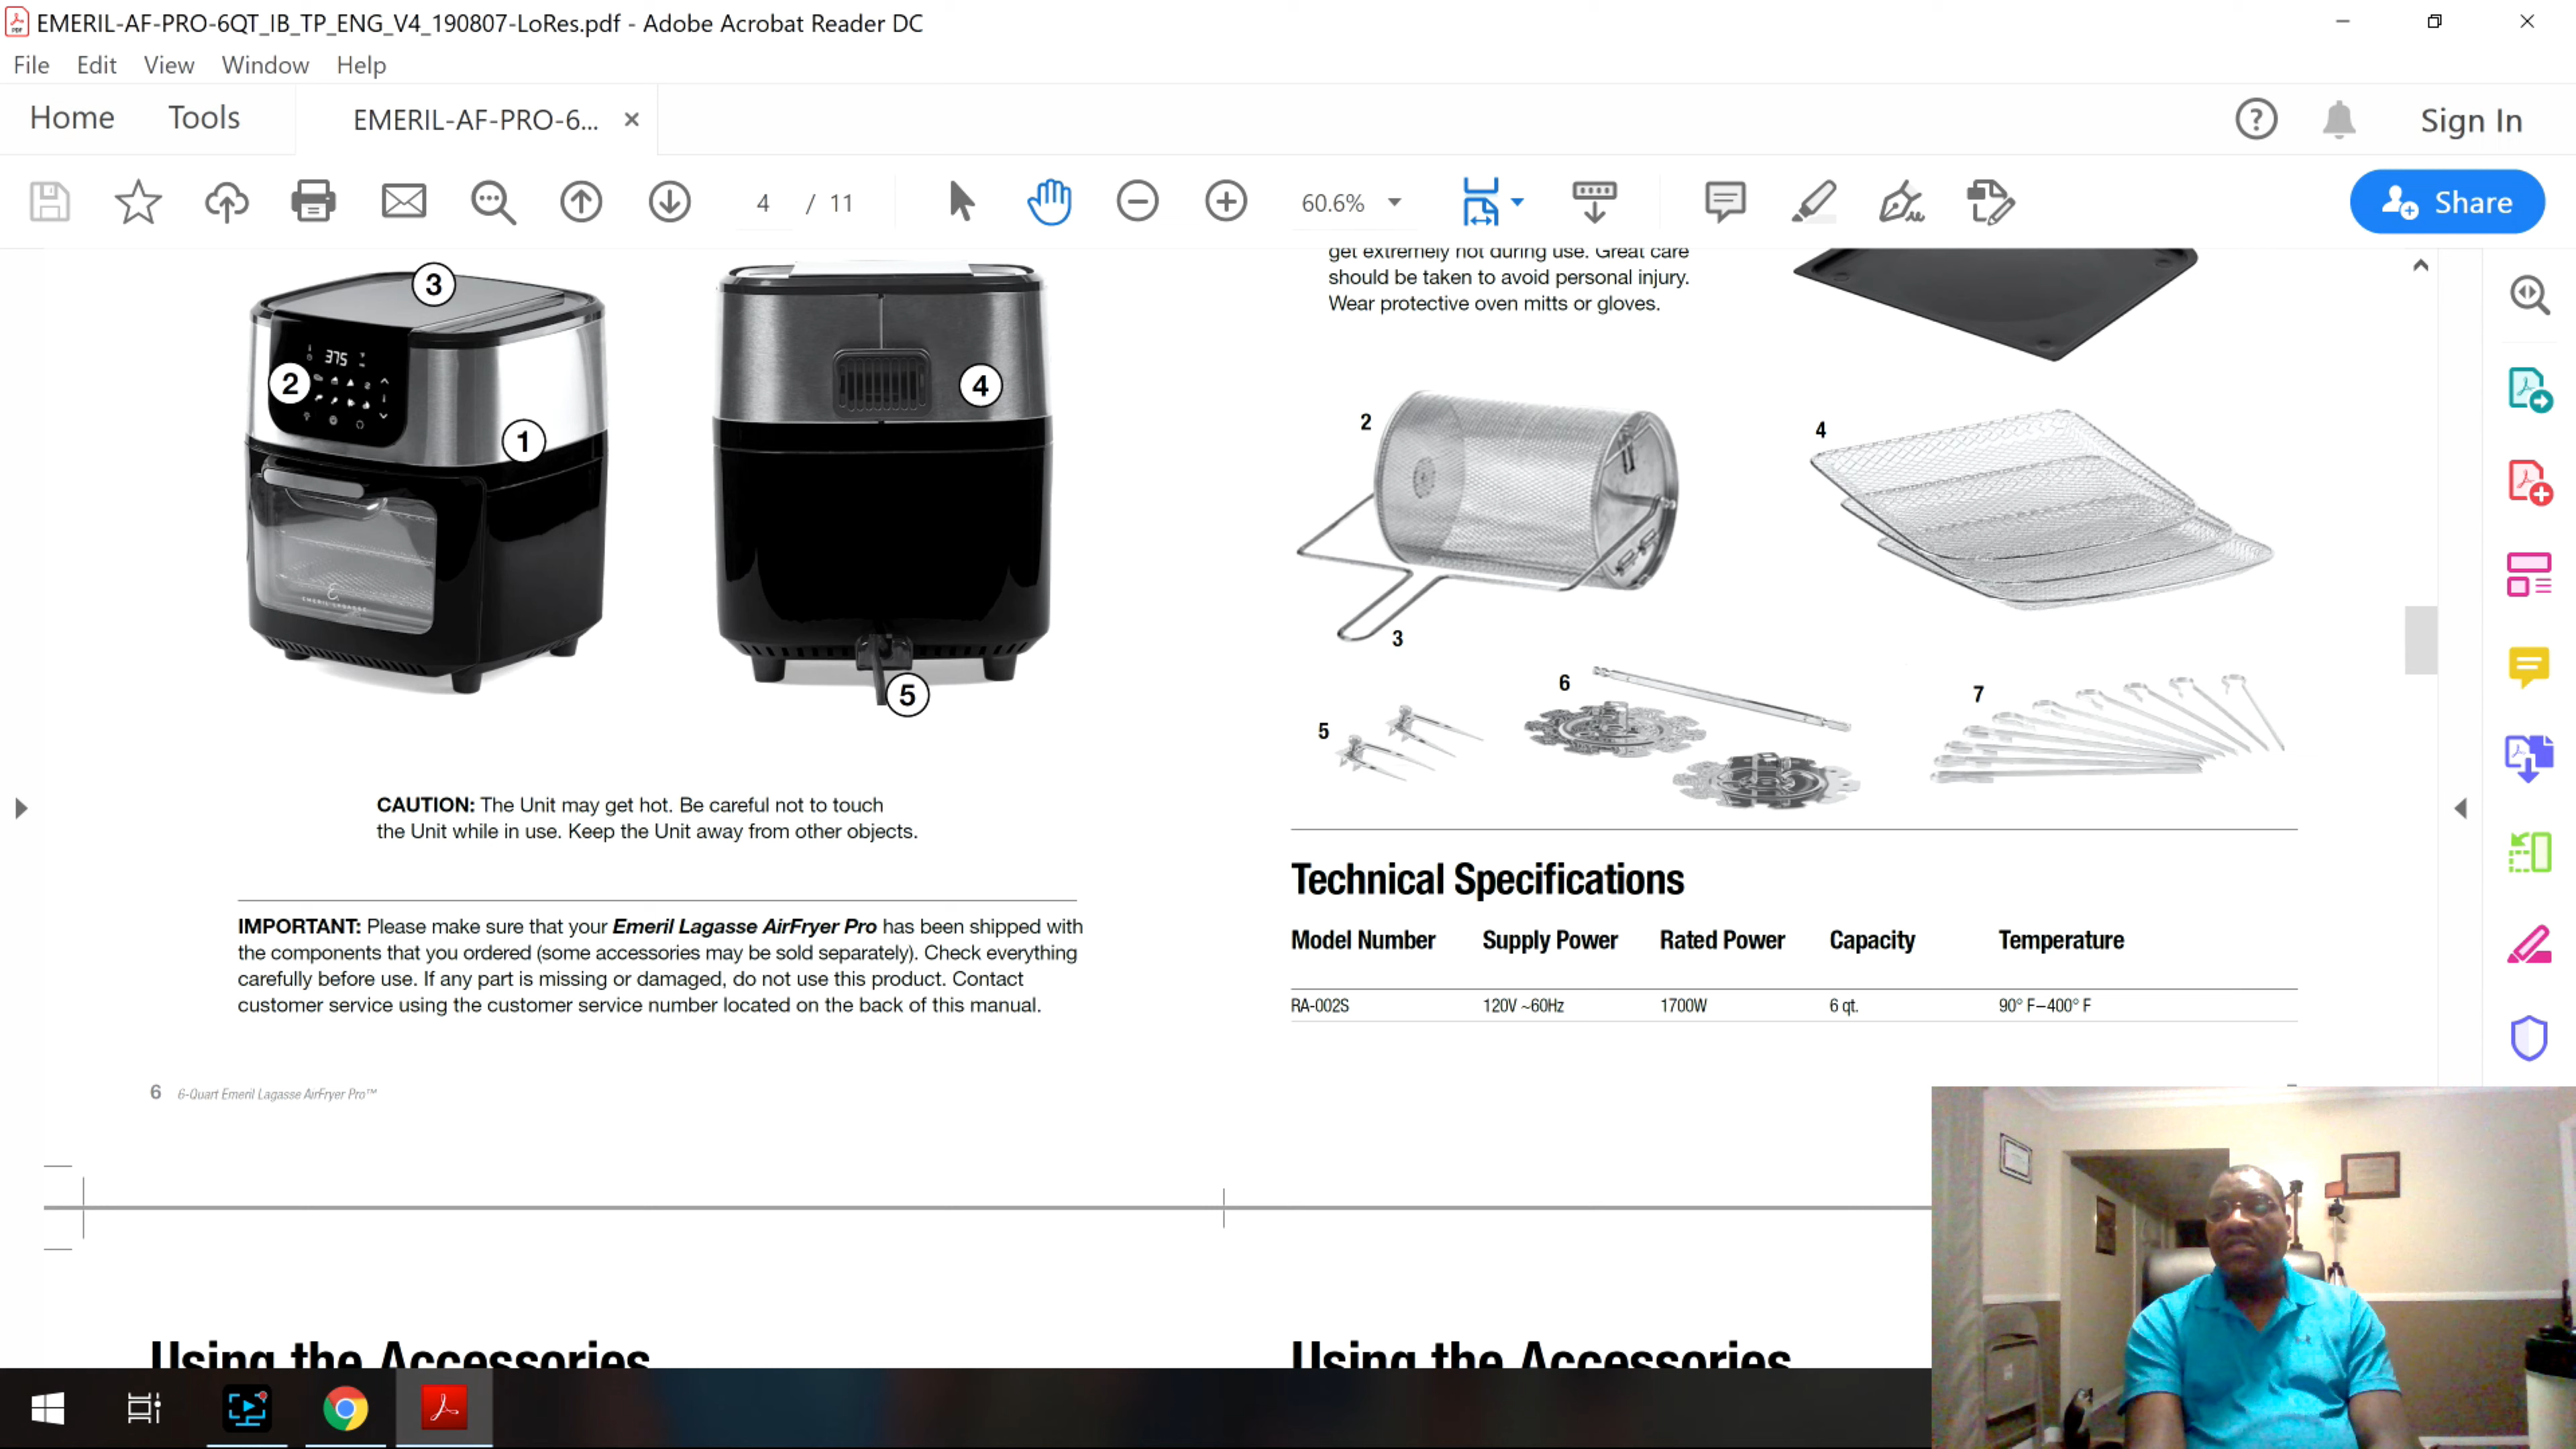 EMERIL-AF-PRO-6QT_IB_TP_ENG_V4_190807-LoRes.pdf - Adobe Acrobat Reader DC
File Edit View Window Help
Home Tools EMERIL-AF-PRO-6... Sign In
4 / 11 60.6% Share
get extremely hot during use. Great care
should be taken to avoid personal injury.
Wear protective oven mitts or gloves.
3
375
2
1
4
5
EMERIL LAGASSE
2
3
4
5
6
7
CAUTION: The Unit may get hot. Be careful not to touch
the Unit while in use. Keep the Unit away from other objects.
IMPORTANT: Please make sure that your Emeril Lagasse AirFryer Pro has been shipped with
the components that you ordered (some accessories may be sold separately). Check everything
carefully before use. If any part is missing or damaged, do not use this product. Contact
customer service using the customer service number located on the back of this manual.
6 6-Quart Emeril Lagasse AirFryer Pro™
Technical Specifications
Model Number Supply Power Rated Power Capacity Temperature
RA-002S 120V ~60Hz 1700W 6 qt. 90° F–400° F
Using the Accessories
Using the Accessories